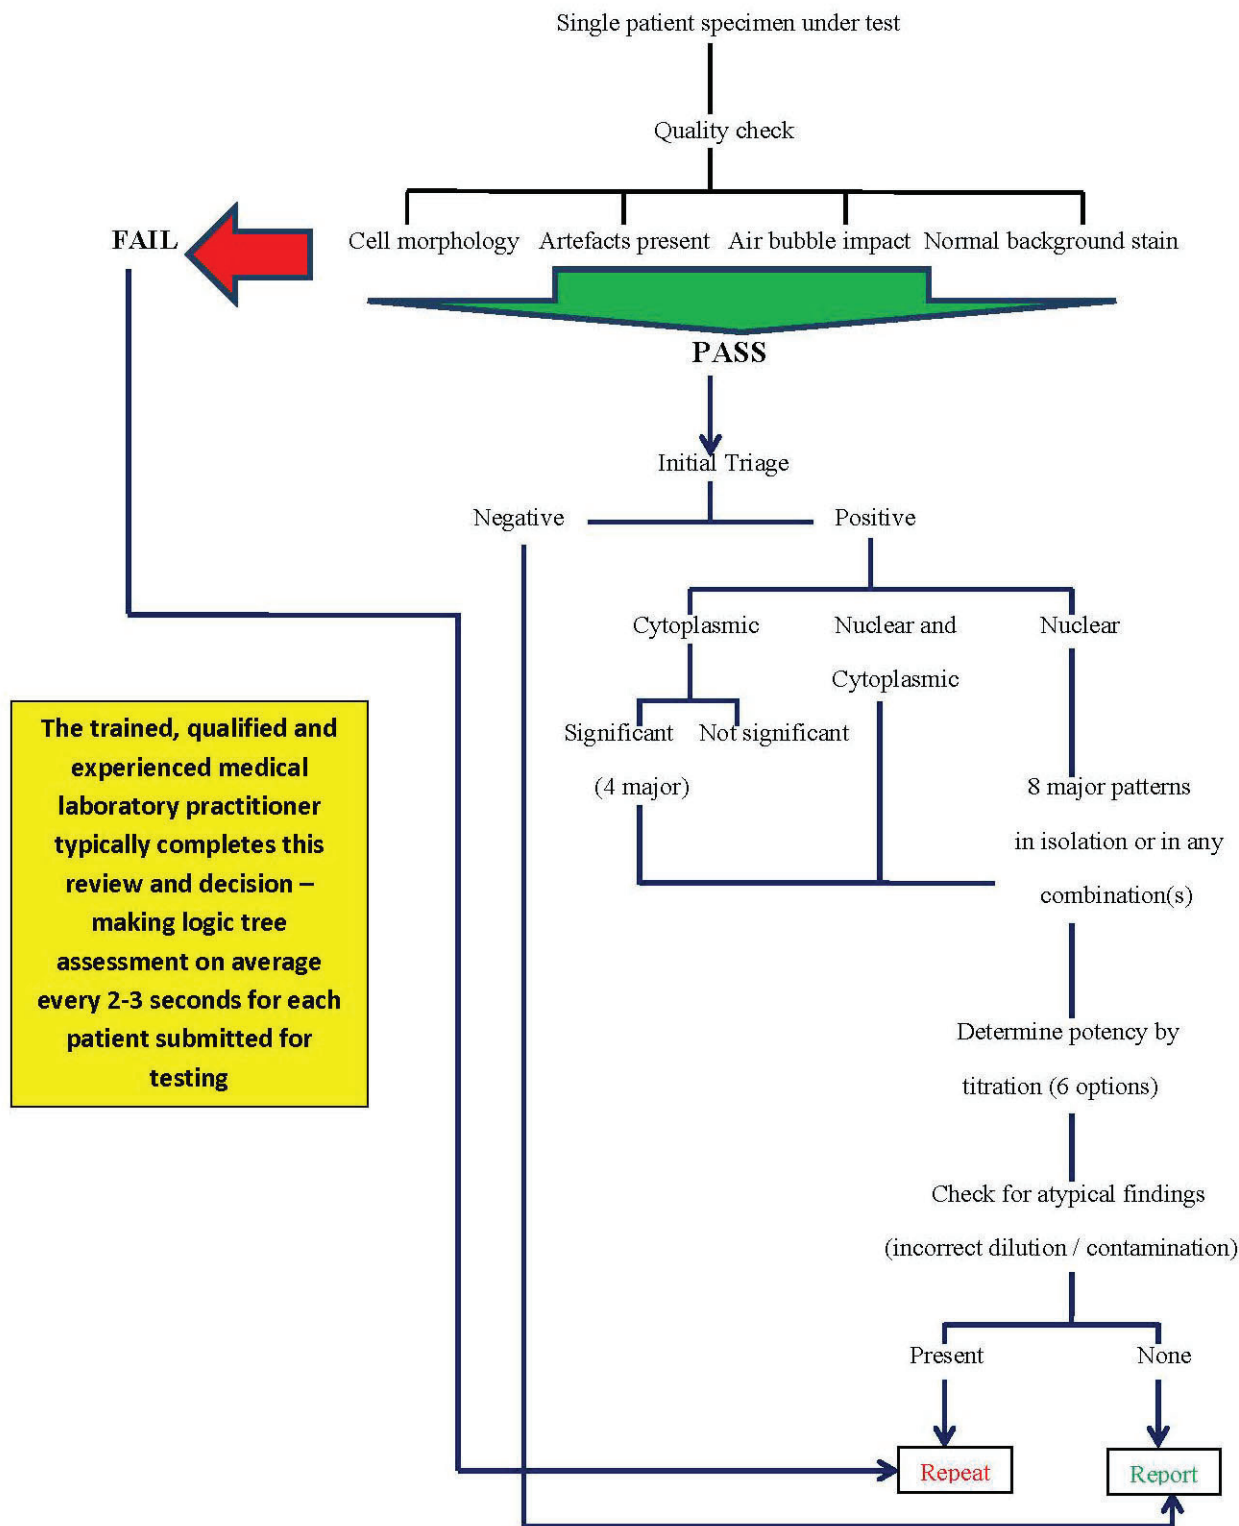 Single patient specimen under test
Quality check
FAIL
Cell morphology
Artefacts present
Air bubble impact
Normal background stain
PASS
Initial Triage
Negative
Positive
Cytoplasmic
Nuclear and
Cytoplasmic
Nuclear
Significant
(4 major)
Not significant
8 major patterns
in isolation or in any
combination(s)
The trained, qualified and
experienced medical
laboratory practitioner
typically completes this
review and decision –
making logic tree
assessment on average
every 2-3 seconds for each
patient submitted for
testing
Determine potency by
titration (6 options)
Check for atypical findings
(incorrect dilution / contamination)
Present
None
Repeat
Report